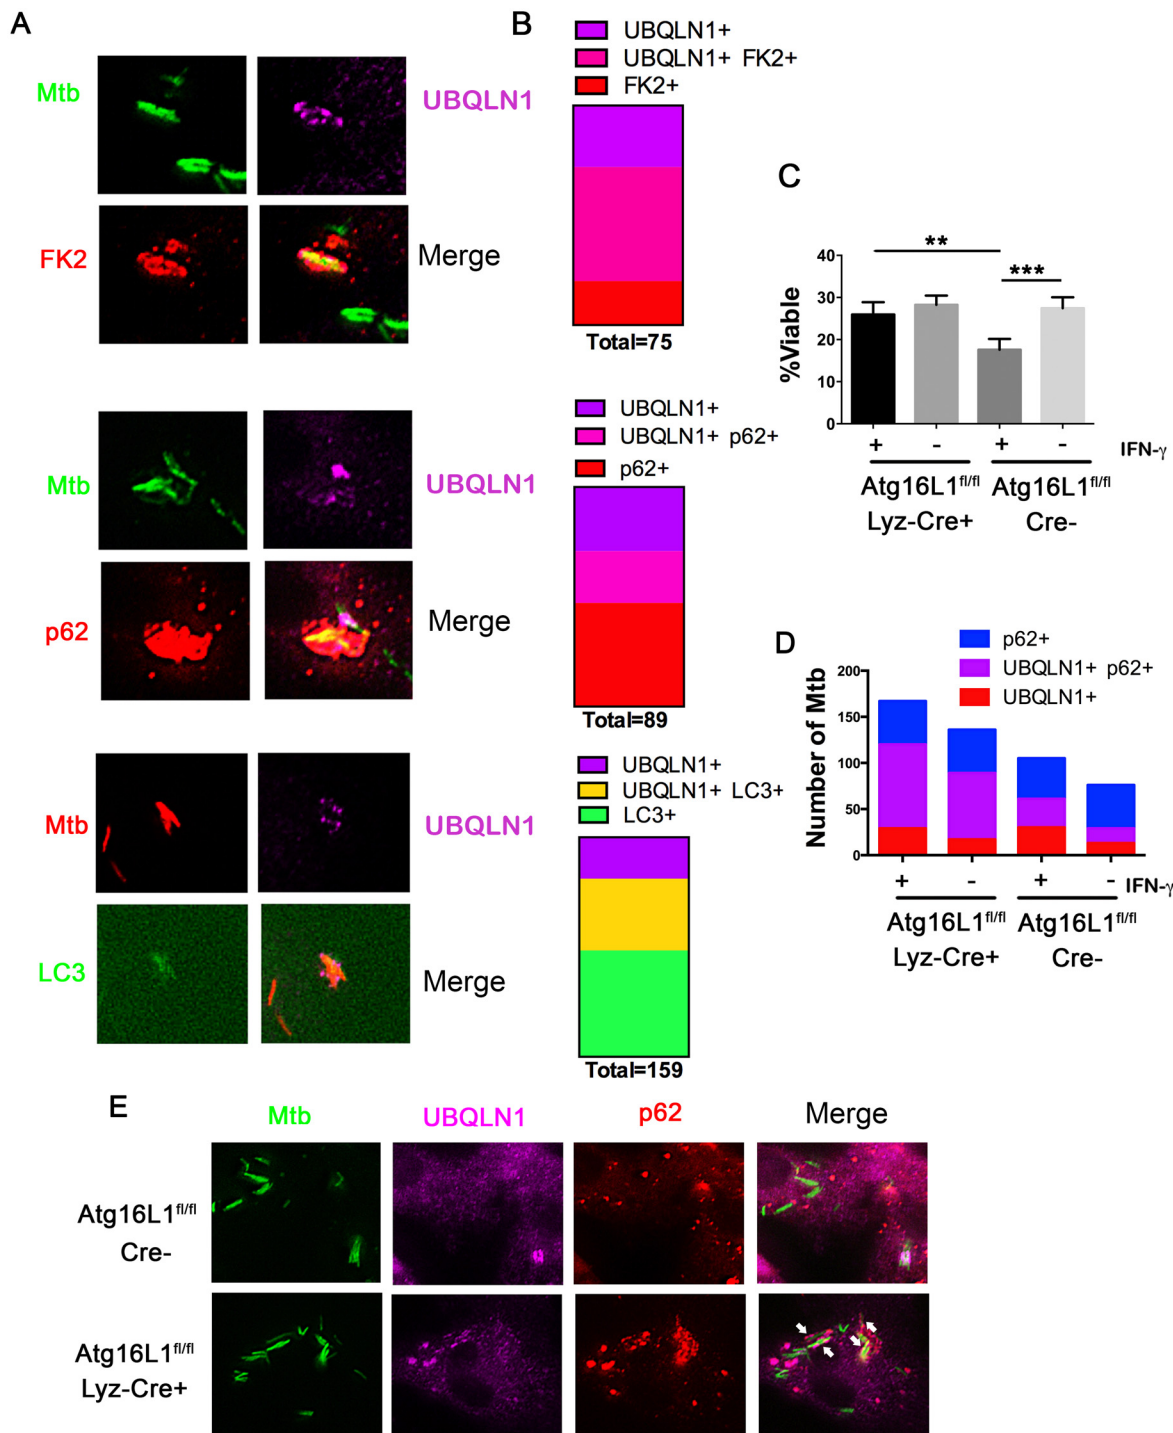 A
Mtb
UBQLN1
FK2
Merge
Mtb
UBQLN1
p62
Merge
Mtb
UBQLN1
LC3
Merge
B
UBQLN1+
UBQLN1+ FK2+
FK2+
Total=75
UBQLN1+
UBQLN1+ p62+
p62+
Total=89
UBQLN1+
UBQLN1+ LC3+
LC3+
Total=159
C
**
***
%Viable
40
30
20
10
0
+ - + - IFN-γ
Atg16L1fl/fl Atg16L1fl/fl
Lyz-Cre+ Cre-
D
p62+
UBQLN1+ p62+
UBQLN1+
Number of Mtb
200
150
100
50
0
+ - + - IFN-γ
Atg16L1fl/fl Atg16L1fl/fl
Lyz-Cre+ Cre-
E
Mtb UBQLN1 p62 Merge
Atg16L1fl/fl
Cre-
Atg16L1fl/fl
Lyz-Cre+